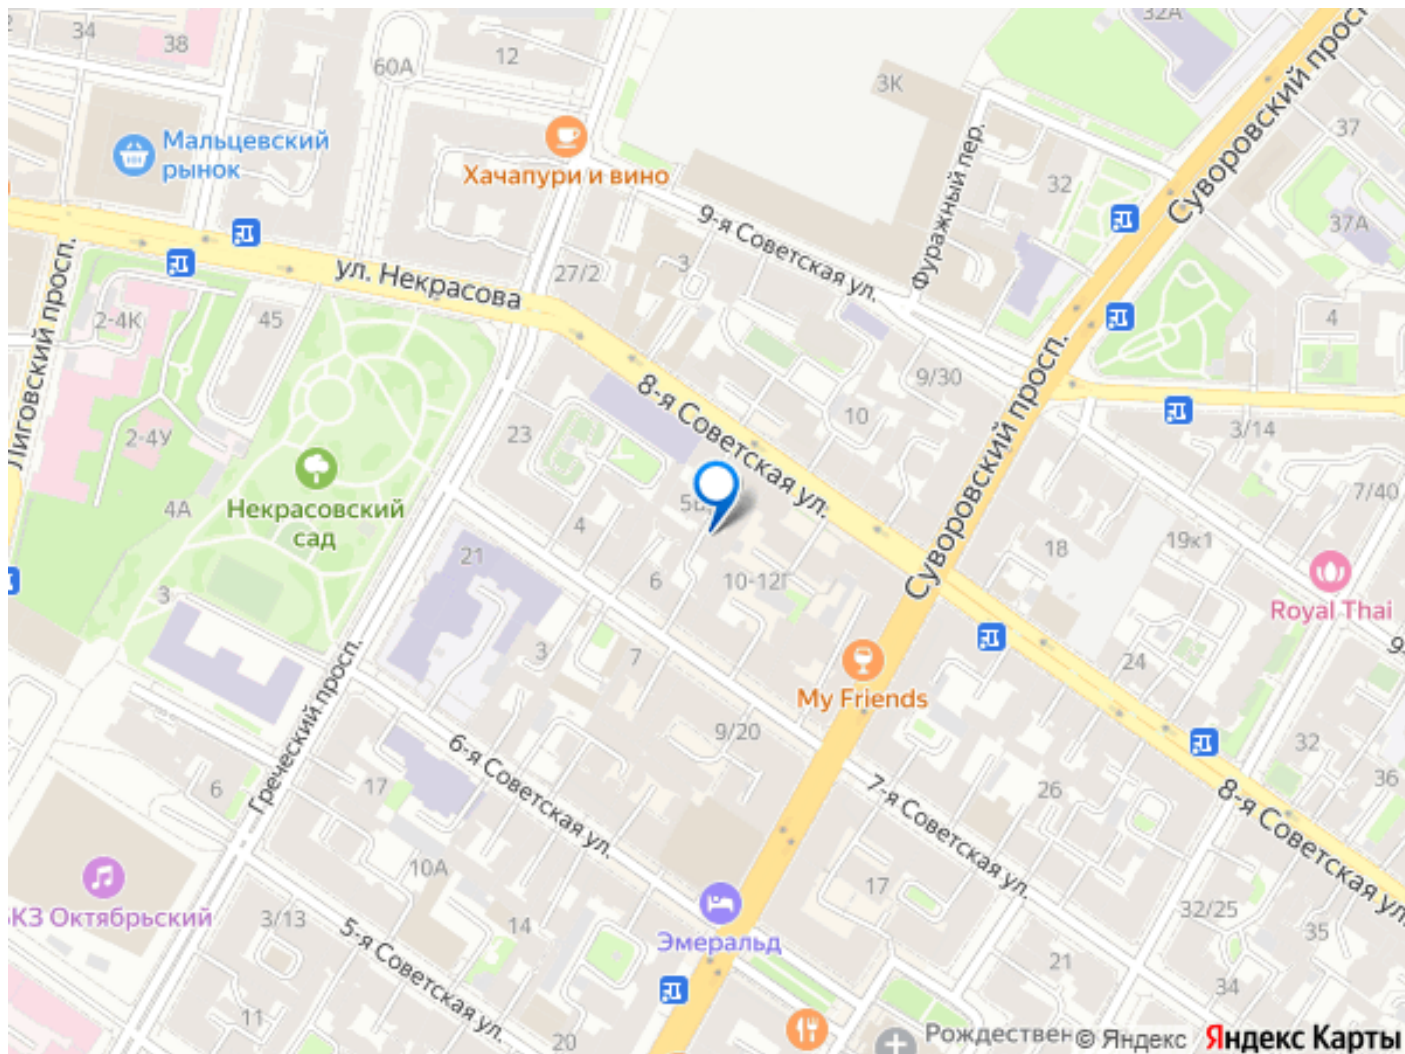 32А
34
38
60А
12
3К
Суворовский просп.
37
Мальцевский
рынок
Хачапури и вино
Фуражный пер.
32
9-я Советская ул.
37А
ул. Некрасова
27/2
3
Лиговский просп.
2-4К
45
4
9/30
8-я Советская ул.
Суворовский просп.
10
23
3/14
2-4У
Некрасовский
сад
4А
5В
7/40
4
21
6
10-12Г
18
19к1
Royal Thai
3
3
7
24
9-
My Friends
Греческий просп.
9/20
32
6-я Советская ул.
17
6
7-я Советская ул.
26
36
8-я Советская ул.
10А
17
БКЗ Октябрьский
3/13
14
Эмеральд
32/25
35
5-я Советская ул.
21
34
11
20
Рождествен
© Яндекс
Яндекс Карты